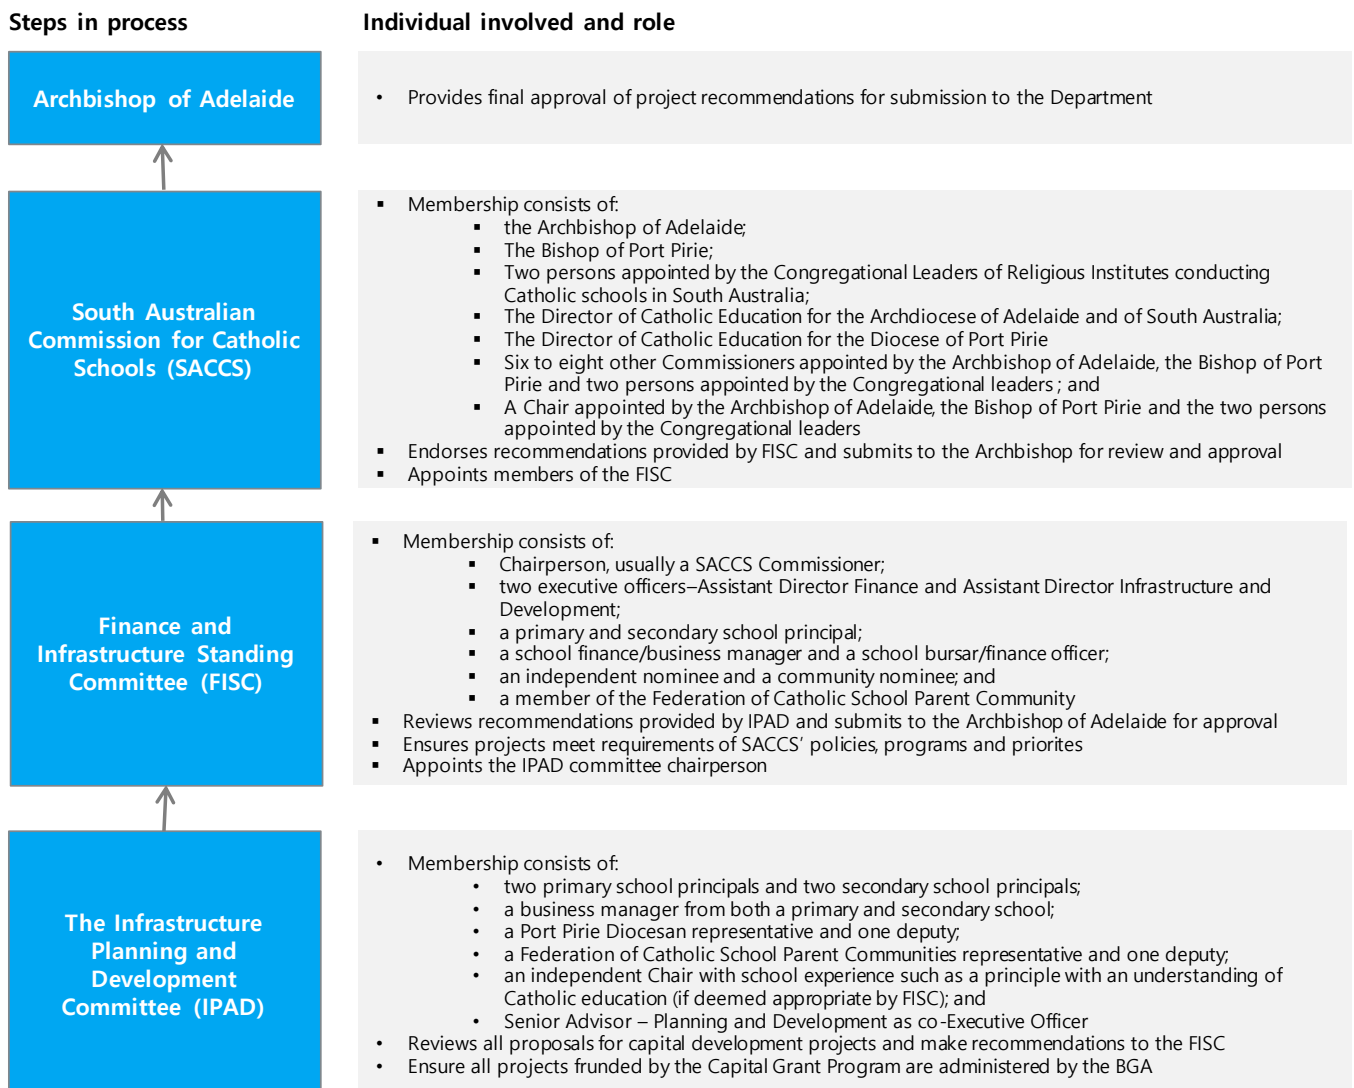 Steps in process
Individual involved and role
Archbishop of Adelaide
• Provides final approval of project recommendations for submission to the Department
South Australian
Commission for Catholic
Schools (SACCS)
▪ Membership consists of:
▪ the Archbishop of Adelaide;
▪ The Bishop of Port Pirie;
▪ Two persons appointed by the Congregational Leaders of Religious Institutes conducting
Catholic schools in South Australia;
▪ The Director of Catholic Education for the Archdiocese of Adelaide and of South Australia;
▪ The Director of Catholic Education for the Diocese of Port Pirie
▪ Six to eight other Commissioners appointed by the Archbishop of Adelaide, the Bishop of Port
Pirie and two persons appointed by the Congregational leaders ; and
▪ A Chair appointed by the Archbishop of Adelaide, the Bishop of Port Pirie and the two persons
appointed by the Congregational leaders
▪ Endorses recommendations provided by FISC and submits to the Archbishop for review and approval
▪ Appoints members of the FISC
Finance and
Infrastructure Standing
Committee (FISC)
▪ Membership consists of:
▪ Chairperson, usually a SACCS Commissioner;
▪ two executive officers–Assistant Director Finance and Assistant Director Infrastructure and
Development;
▪ a primary and secondary school principal;
▪ a school finance/business manager and a school bursar/finance officer;
▪ an independent nominee and a community nominee; and
▪ a member of the Federation of Catholic School Parent Community
▪ Reviews recommendations provided by IPAD and submits to the Archbishop of Adelaide for approval
▪ Ensures projects meet requirements of SACCS’ policies, programs and priorites
▪ Appoints the IPAD committee chairperson
The Infrastructure
Planning and
Development
Committee (IPAD)
• Membership consists of:
• two primary school principals and two secondary school principals;
• a business manager from both a primary and secondary school;
• a Port Pirie Diocesan representative and one deputy;
• a Federation of Catholic School Parent Communities representative and one deputy;
• an independent Chair with school experience such as a principle with an understanding of
Catholic education (if deemed appropriate by FISC); and
• Senior Advisor – Planning and Development as co-Executive Officer
• Reviews all proposals for capital development projects and make recommendations to the FISC
• Ensure all projects frunded by the Capital Grant Program are administered by the BGA